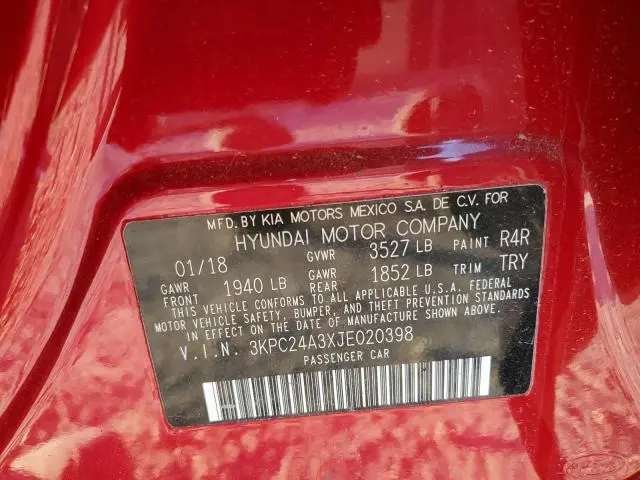 MFD. BY KIA MOTORS MEXICO S.A. DE C.V. FOR
HYUNDAI MOTOR COMPANY
01/18 GVWR 3527 LB PAINT R4R
GAWR FRONT 1940 LB GAWR REAR 1852 LB TRIM TRY
THIS VEHICLE CONFORMS TO ALL APPLICABLE U.S.A. FEDERAL
MOTOR VEHICLE SAFETY, BUMPER, AND THEFT PREVENTION STANDARDS
IN EFFECT ON THE DATE OF MANUFACTURE SHOWN ABOVE.
V.I.N. 3KPC24A3XJE020398
PASSENGER CAR